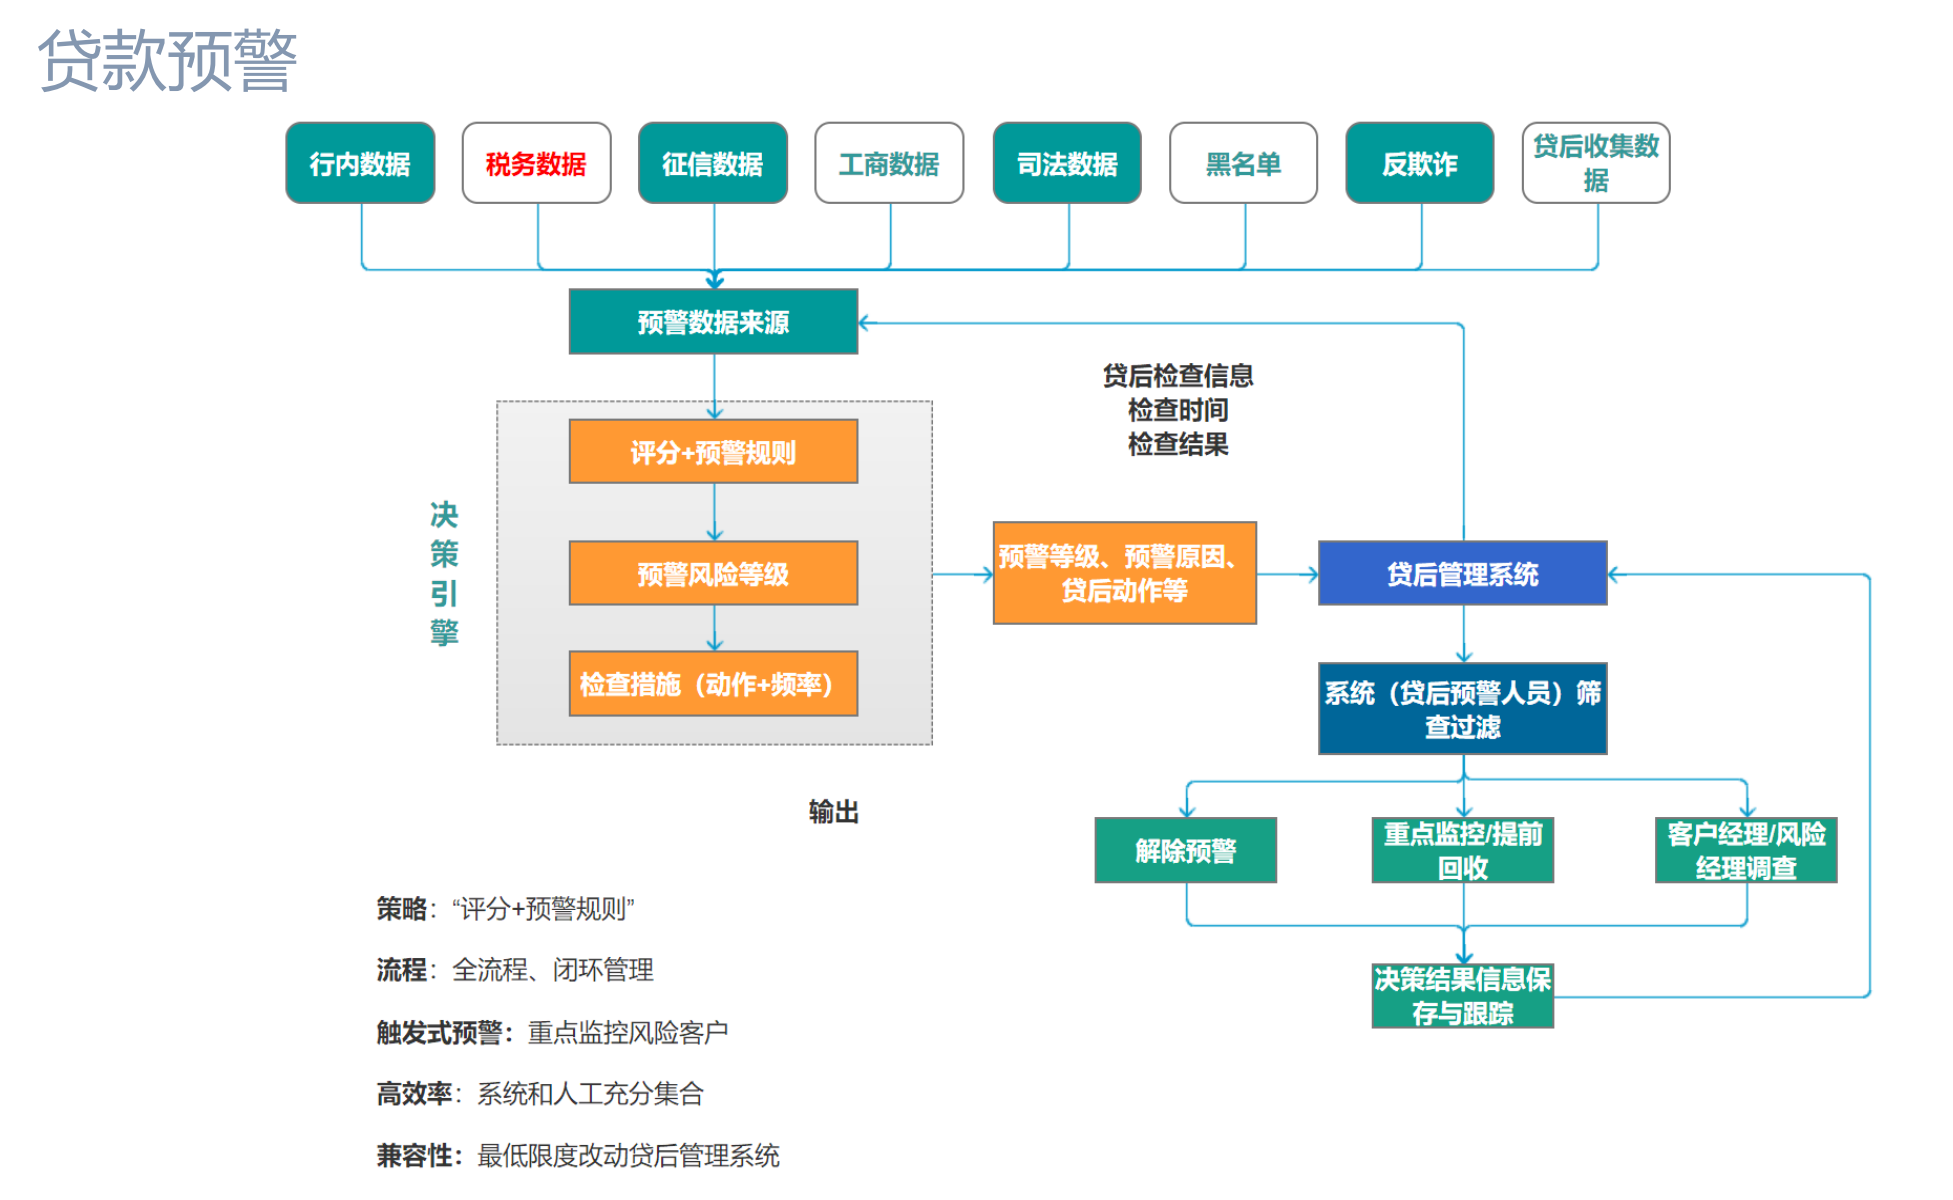 贷款预警
行内数据
税务数据
征信数据
工商数据
司法数据
黑名单
反欺诈
贷后收集数
据
预警数据来源
贷后检查信息
检查时间
检查结果
评分+预警规则
决
策
引
擎
预警风险等级
预警等级、预警原因、
贷后动作等
贷后管理系统
检查措施（动作+频率）
系统（贷后预警人员）筛
查过滤
输出
解除预警
重点监控/提前
回收
客户经理/风险
经理调查
决策结果信息保
存与跟踪
策略：“评分+预警规则”
流程：全流程、闭环管理
触发式预警：重点监控风险客户
高效率：系统和人工充分集合
兼容性：最低限度改动贷后管理系统